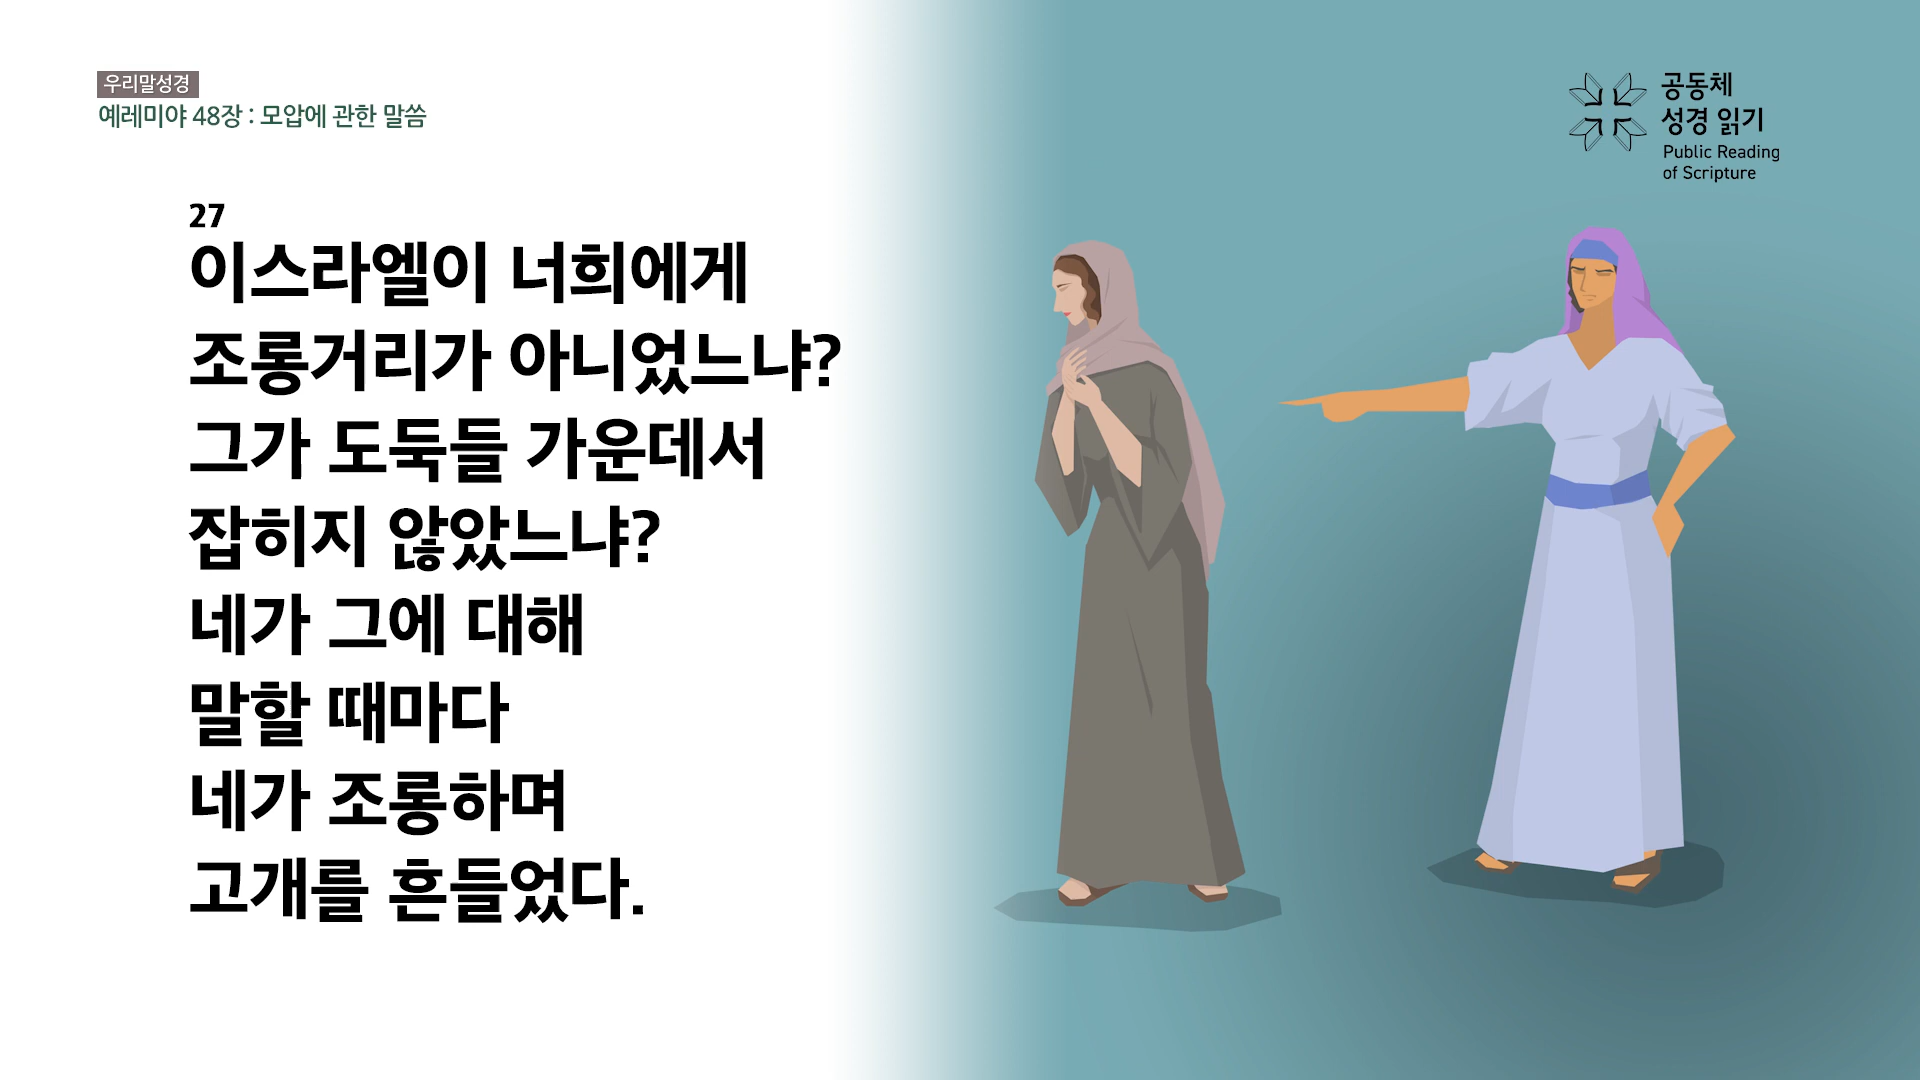 우리말성경
예레미야 48장 : 모압에 관한 말씀
27
이스라엘이 너희에게
조롱거리가 아니었느냐?
그가 도둑들 가운데서
잡히지 않았느냐?
네가 그에 대해
말할 때마다
네가 조롱하며
고개를 흔들었다.
공동체
성경 읽기
Public Reading
of Scripture